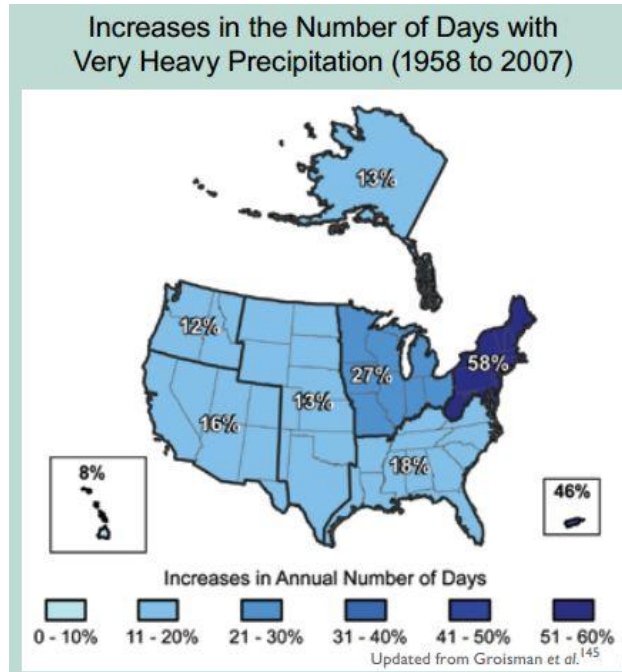 Increases in the Number of Days with
Very Heavy Precipitation (1958 to 2007)
13%
12%
58%
27%
13%
16%
18%
8%
46%
Increases in Annual Number of Days
0 - 10% 11 - 20% 21 - 30% 31 - 40% 41 - 50% 51 - 60%
Updated from Groisman et al.145